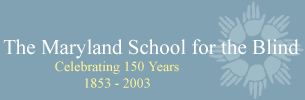 The Maryland School for the Blind
Celebrating 150 Years
1853 - 2003